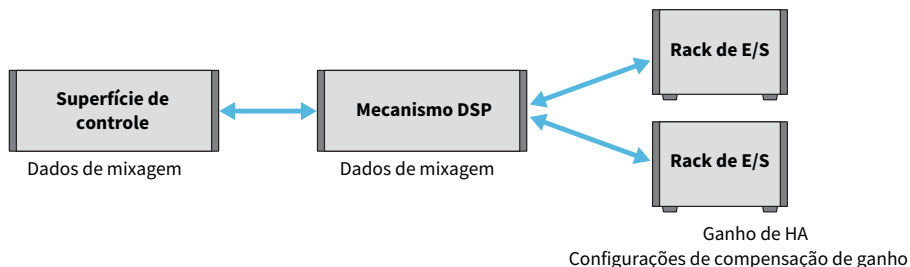 Superfície de
controle
Dados de mixagem
Mecanismo DSP
Dados de mixagem
Rack de E/S
Rack de E/S
Ganho de HA
Configurações de compensação de ganho